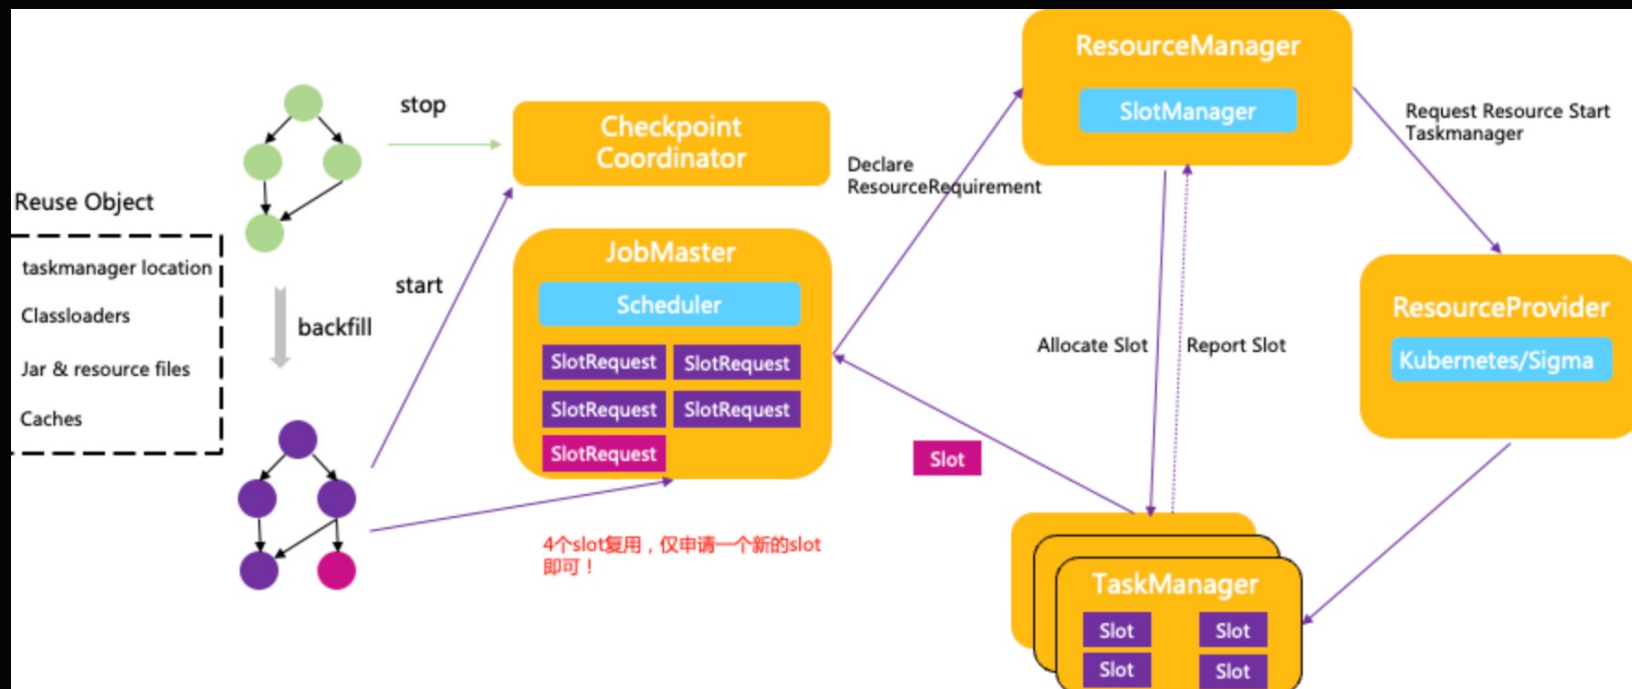 Reuse Object
taskmanager location
Classloaders
Jar & resource files
Caches
stop
start
backfill
Checkpoint
Coordinator
JobMaster
Scheduler
SlotRequest
SlotRequest
SlotRequest
SlotRequest
SlotRequest
4个slot复用，仅申请一个新的slot
即可！
Declare
ResourceRequirement
ResourceManager
SlotManager
Request Resource Start
Taskmanager
Allocate Slot
Report Slot
ResourceProvider
Kubernetes/Sigma
Slot
TaskManager
Slot
Slot
Slot
Slot